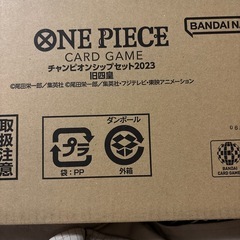 BANDAI NA
ONE PIECE
CARD GAME
チャンピオンシップセット2023
旧四皇
©尾田栄一郎／集英社 ©尾田栄一郎／集英社・フジテレビ・東映アニメーション
取扱注意
プラ
袋：PP
ダンボール
外箱
BANDAI
CARD GAMES